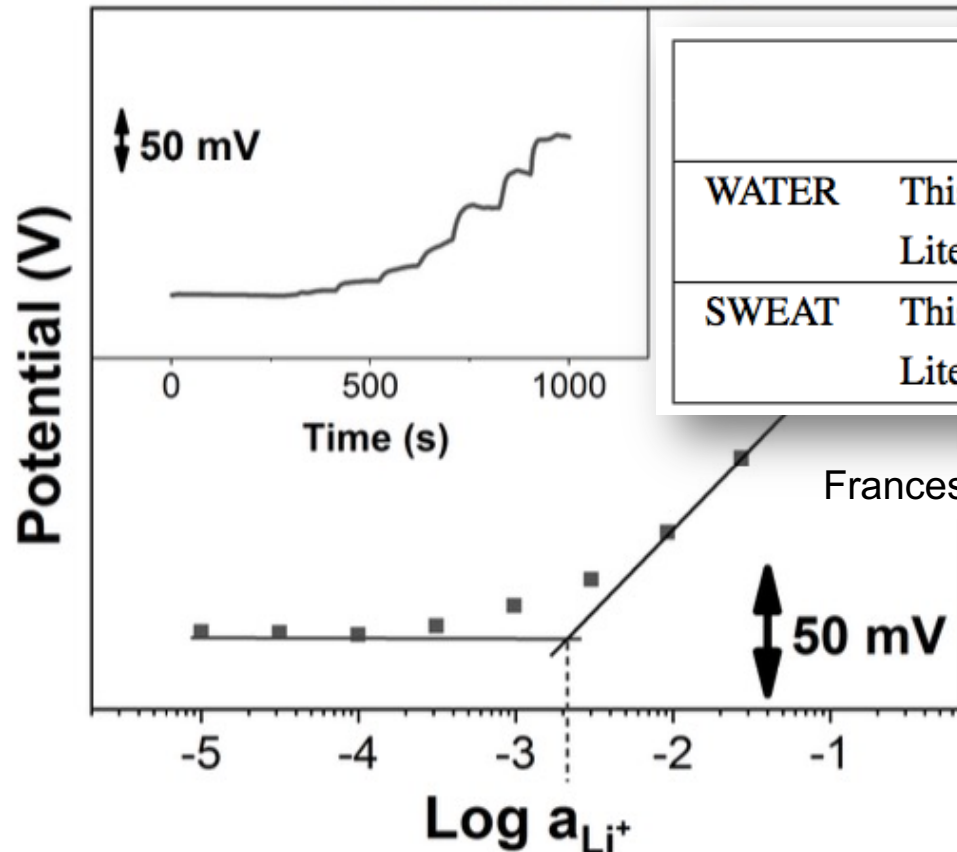 50 mV
0 500 1000
Time (s)
WATER
SWEAT
Potential (V)
50 mV
-5 -4 -3 -2 -1
Log a Li+